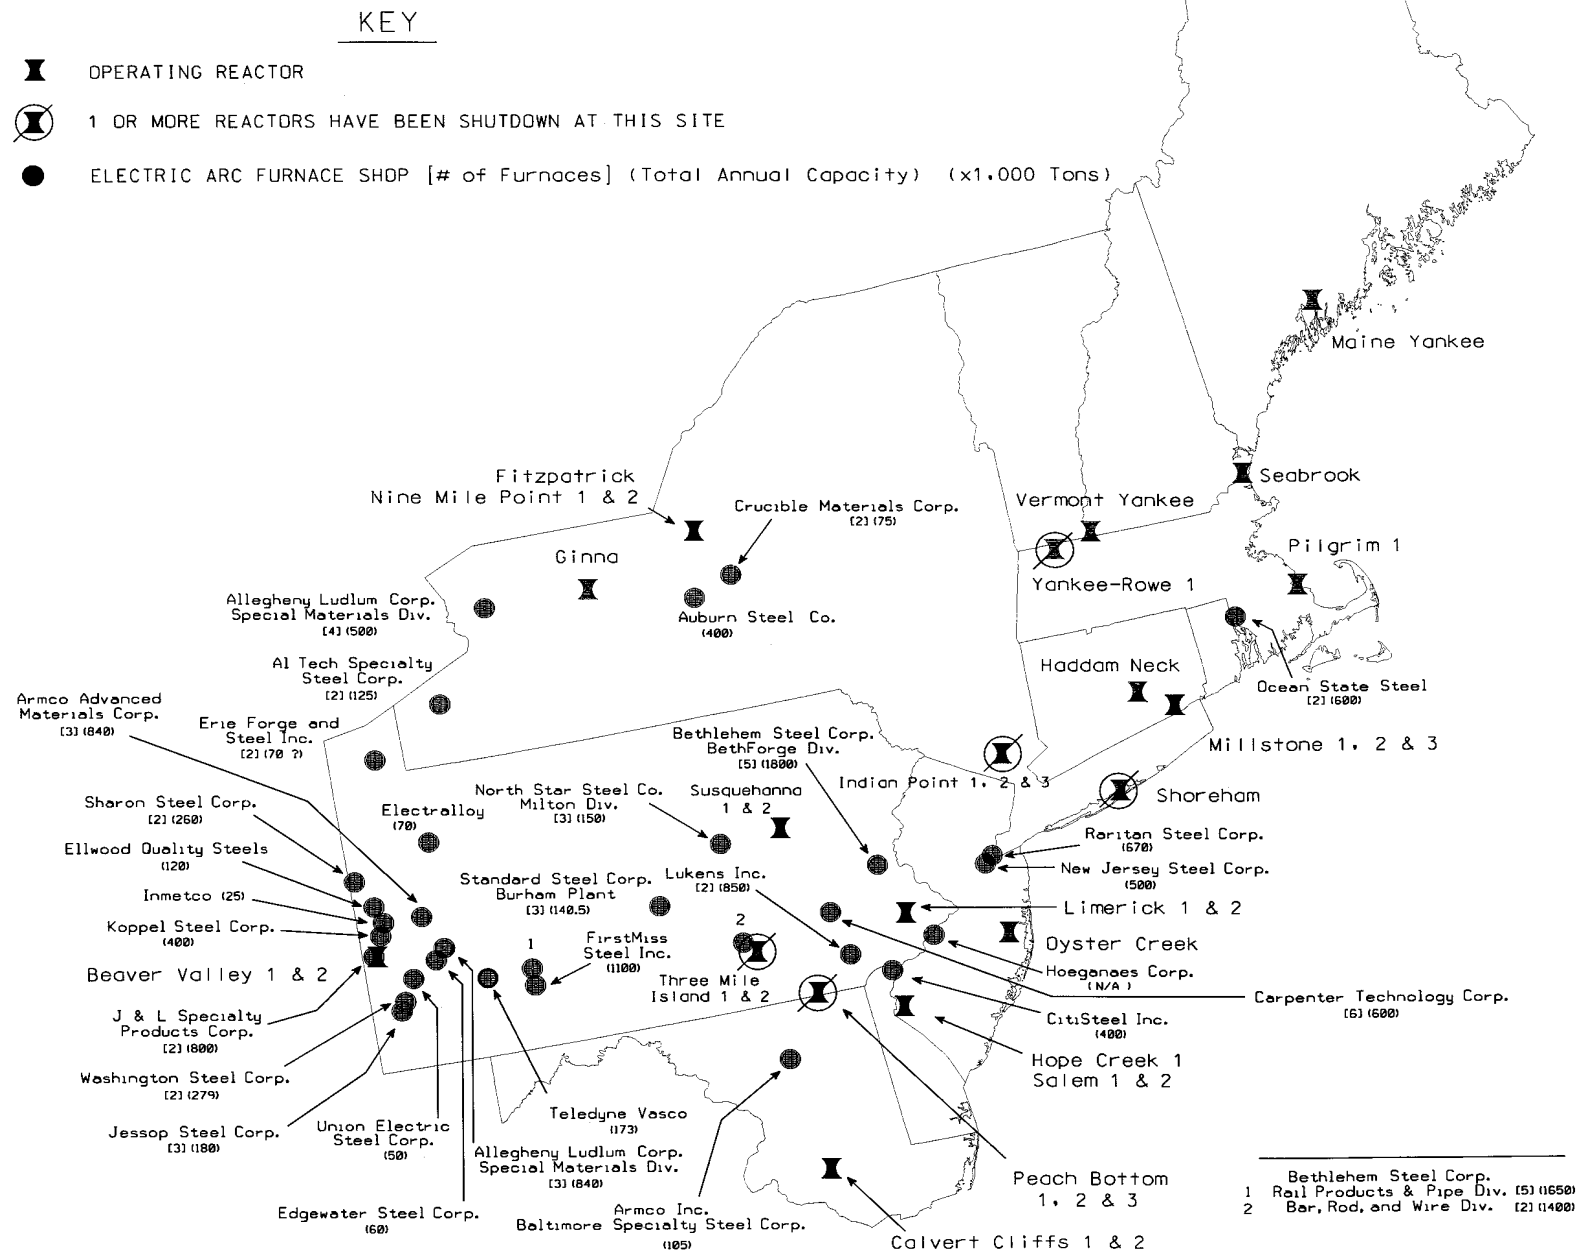 KEY
OPERATING REACTOR
1 OR MORE REACTORS HAVE BEEN SHUTDOWN AT THIS SITE
ELECTRIC ARC FURNACE SHOP [# of Furnaces] (Total Annual Capacity) (x1,000 Tons)
Maine Yankee
Seabrook
Fitzpatrick
Nine Mile Point 1 & 2
Crucible Materials Corp.
[2] (75)
Vermont Yankee
Pilgrim 1
Ginna
Yankee-Rowe 1
Allegheny Ludlum Corp.
Special Materials Div.
[4] (500)
Auburn Steel Co.
(400)
Al Tech Specialty
Steel Corp.
[2] (125)
Haddam Neck
Ocean State Steel
[2] (600)
Armco Advanced
Materials Corp.
[3] (840)
Erie Forge and
Steel Inc.
[2] (70 ?)
Bethlehem Steel Corp.
BethForge Div.
[5] (1800)
Millstone 1, 2 & 3
Indian Point 1, 2 & 3
Shoreham
Sharon Steel Corp.
[2] (260)
Electralloy
(70)
North Star Steel Co.
Milton Div.
[3] (150)
Susquehanna
1 & 2
Raritan Steel Corp.
(670)
Ellwood Quality Steels
(120)
New Jersey Steel Corp.
(500)
Standard Steel Corp.
Burham Plant
[3] (140.5)
Lukens Inc.
[2] (850)
Inmetco (25)
Limerick 1 & 2
Koppel Steel Corp.
(400)
1
2
FirstMiss
Steel Inc.
(1100)
Oyster Creek
Beaver Valley 1 & 2
Three Mile
Island 1 & 2
Hoeganaes Corp.
(N/A)
Carpenter Technology Corp.
[6] (600)
J & L Specialty
Products Corp.
[2] (800)
CitiSteel Inc.
(400)
Hope Creek 1
Salem 1 & 2
Washington Steel Corp.
[2] (279)
Teledyne Vasco
(173)
Jessop Steel Corp.
[3] (180)
Union Electric
Steel Corp.
(50)
Allegheny Ludlum Corp.
Special Materials Div.
[3] (840)
Peach Bottom
1, 2 & 3
Edgewater Steel Corp.
(60)
Armco Inc.
Baltimore Specialty Steel Corp.
(105)
Calvert Cliffs 1 & 2
Bethlehem Steel Corp.
1 Rail Products & Pipe Div. [5] (1650)
2 Bar, Rod, and Wire Div. [2] (1400)